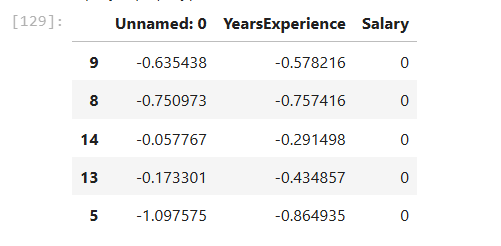 [129]:
Unnamed: 0 YearsExperience Salary
9 -0.635438 -0.578216 0
8 -0.750973 -0.757416 0
14 -0.057767 -0.291498 0
13 -0.173301 -0.434857 0
5 -1.097575 -0.864935 0